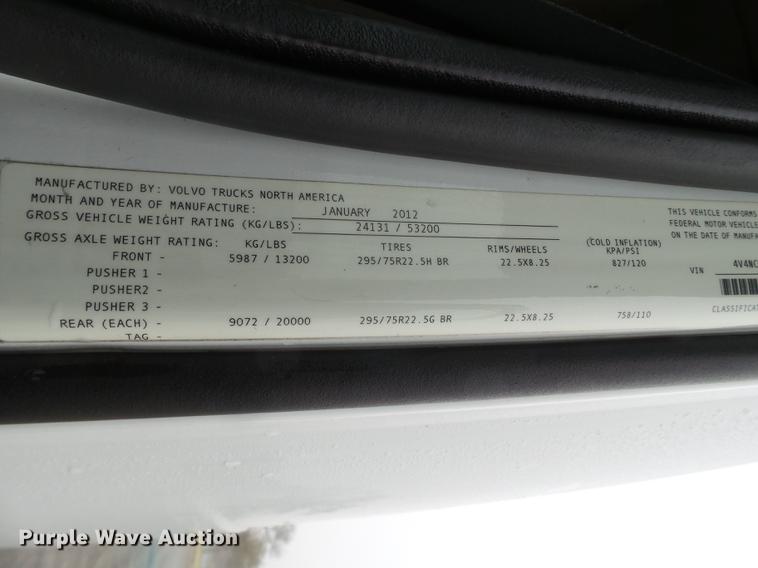 MANUFACTURED BY: VOLVO TRUCKS NORTH AMERICA
MONTH AND YEAR OF MANUFACTURE: JANUARY 2012
GROSS VEHICLE WEIGHT RATING (KG/LBS): 24131 / 53200
GROSS AXLE WEIGHT RATING: KG/LBS TIRES RIMS/WHEELS (COLD INFLATION) KPA/PSI
FRONT - 5987 / 13200 295/75R22.5H BR 22.5X8.25 827/120
PUSHER 1 -
PUSHER2 -
PUSHER 3 -
REAR (EACH) - 9072 / 20000 295/75R22.5G BR 22.5X8.25 758/110
TAG -
THIS VEHICLE CONFORMS
FEDERAL MOTOR VEHICLE
ON THE DATE OF MANUFA
VIN 4V4NC
CLASSIFICAT
Purple Wave Auction